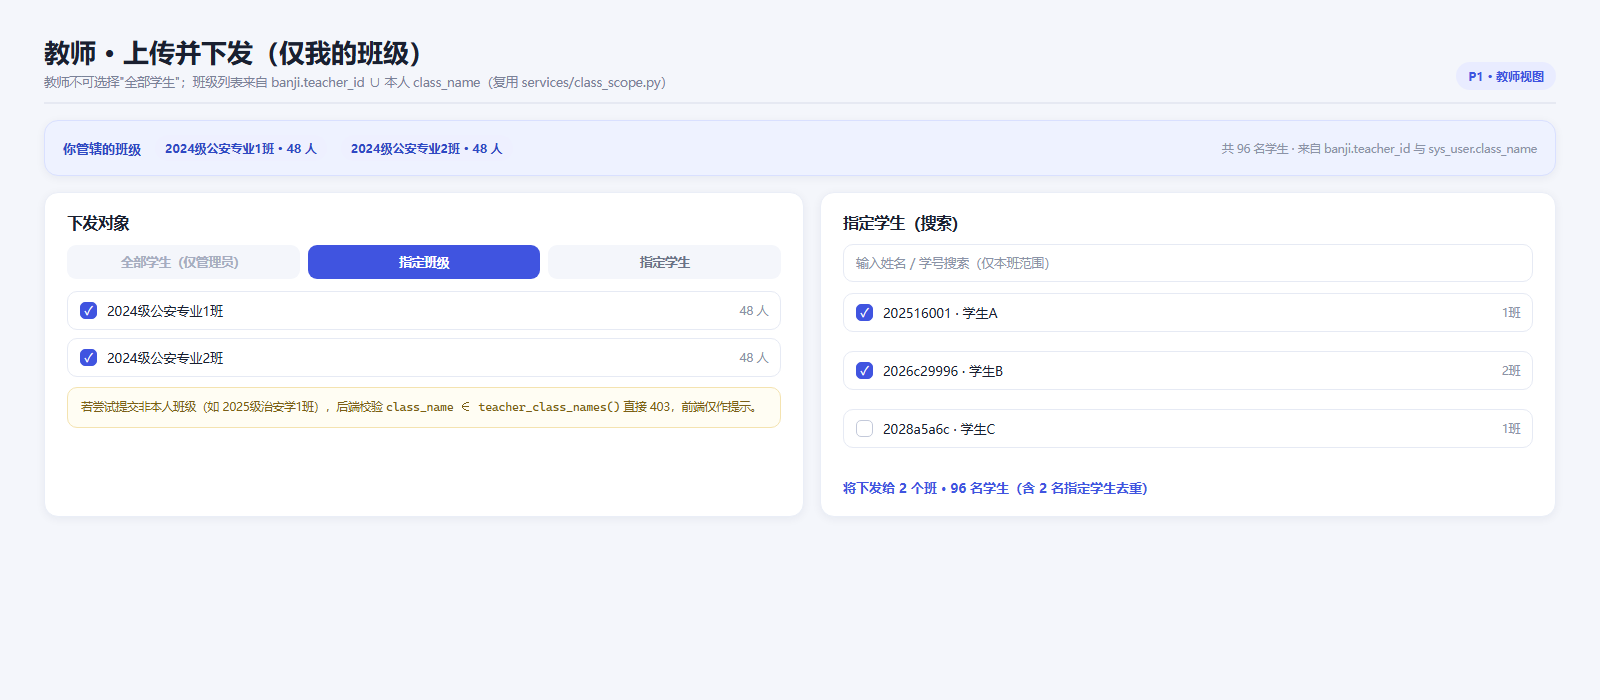 教师 • 上传并下发（仅我的班级）
教师不可选择"全部学生"；班级列表来自 banji.teacher_id ∪ 本人 class_name（复用 services/class_scope.py）
P1 • 教师视图
你管辖的班级 2024级公安专业1班 • 48 人 2024级公安专业2班 • 48 人 共 96 名学生 · 来自 banji.teacher_id 与 sys_user.class_name
下发对象
全部学生（仅管理员） 指定班级 指定学生
2024级公安专业1班 48 人
2024级公安专业2班 48 人
若尝试提交非本人班级（如 2025级治安学1班），后端校验 class_name ∈ teacher_class_names() 直接 403，前端仅作提示。
指定学生（搜索）
输入姓名 / 学号搜索（仅本班范围）
202516001 · 学生A 1班
2026c29996 · 学生B 2班
2028a5a6c · 学生C 1班
将下发给 2 个班 • 96 名学生（含 2 名指定学生去重）